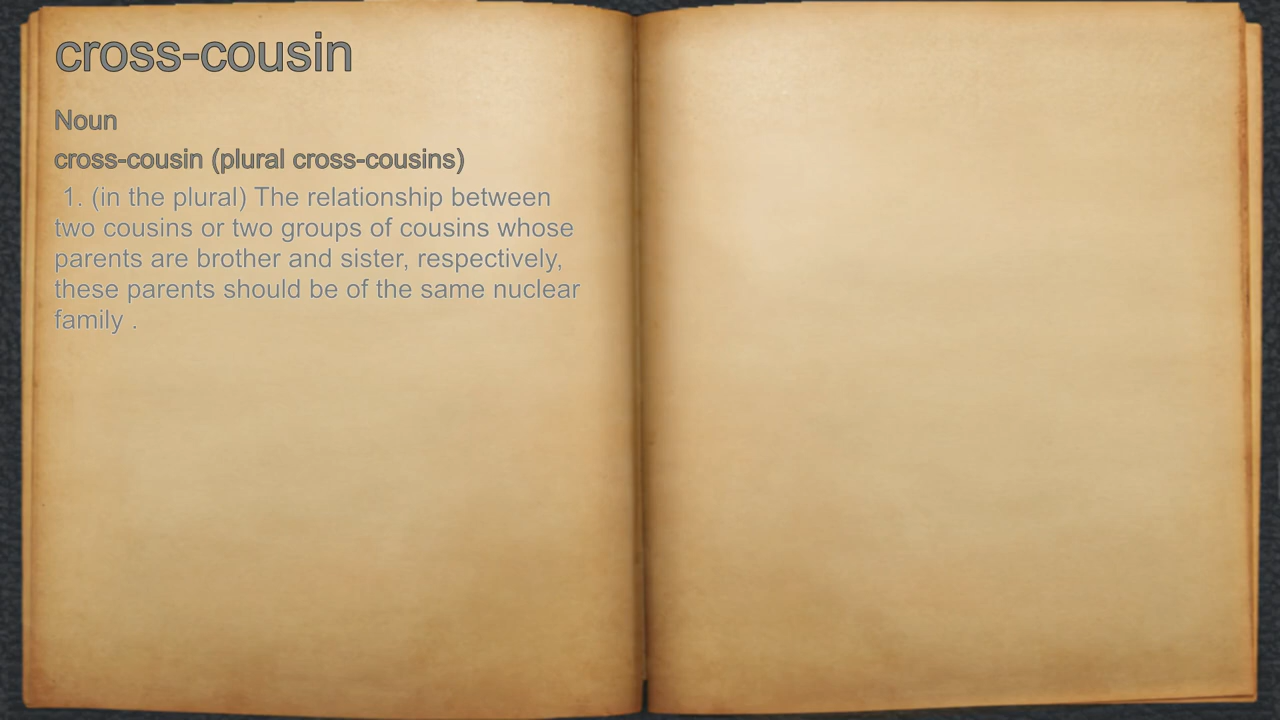 cross-cousin
Noun
cross-cousin (plural cross-cousins)
1. (in the plural) The relationship between
two cousins or two groups of cousins whose
parents are brother and sister, respectively,
these parents should be of the same nuclear
family .